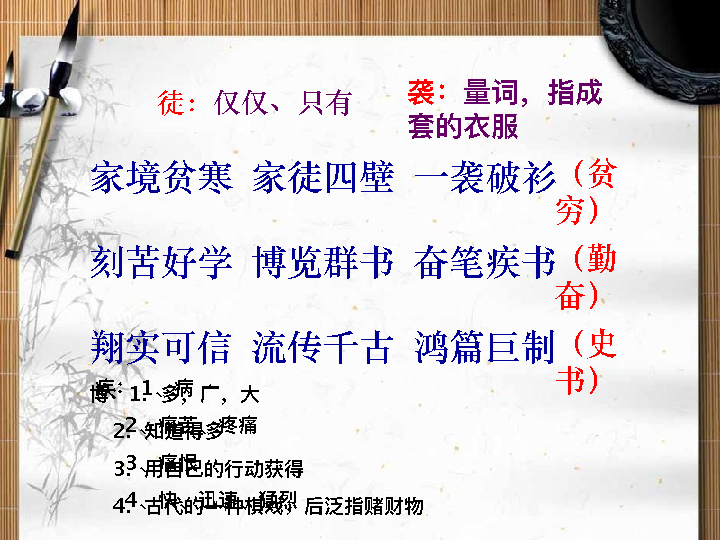 徒：仅仅、只有
袭：量词，指成
套的衣服
家境贫寒 家徒四壁 一袭破衫（贫
穷）
刻苦好学 博览群书 奋笔疾书（勤
奋）
翔实可信 流传千古 鸿篇巨制（史
书）
博：1.、多，广，大
2.、知道得多
3.、用自己的行动获得
4.、古代的一种棋戏，后泛指赌财物
疾：1、病
2、痛苦、疼痛
3、痛恨
4、快、迅速、猛烈